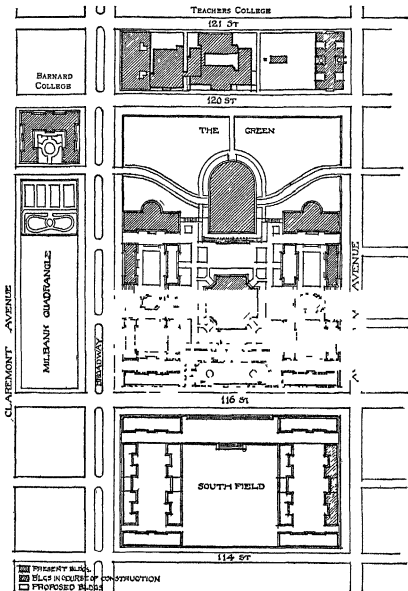 TEACHERS COLLEGE
121 ST
BARNARD
COLLEGE
120 ST
THE GREEN
CLAREMONT AVENUE
MILBANK QUADRANGLE
BROADWAY
AVENUE
116 ST
SOUTH FIELD
114 ST
PRESENT BLDGS.
BLGS IN COURSE OF CONSTRUCTION
PROPOSED BLDGS